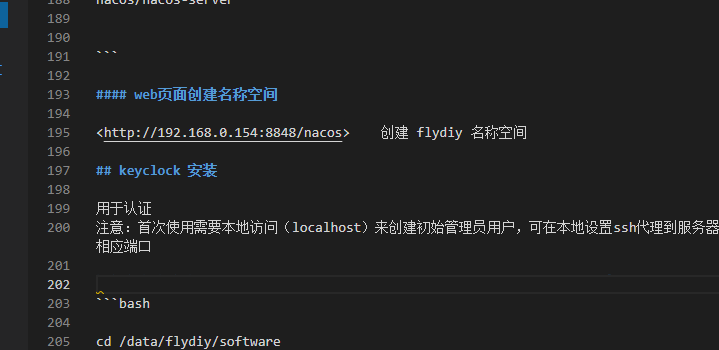 188 nacos/nacos-server
189
190
191 ```
192
193 #### web页面创建名称空间
194
195 <http://192.168.0.154:8848/nacos> 创建 flydiy 名称空间
196
197 ## keyclock 安装
198
199 用于认证
200 注意：首次使用需要本地访问（localhost）来创建初始管理员用户，可在本地设置ssh代理到服务器
相应端口
201
202
203 ```bash
204
205 cd /data/flydiy/software